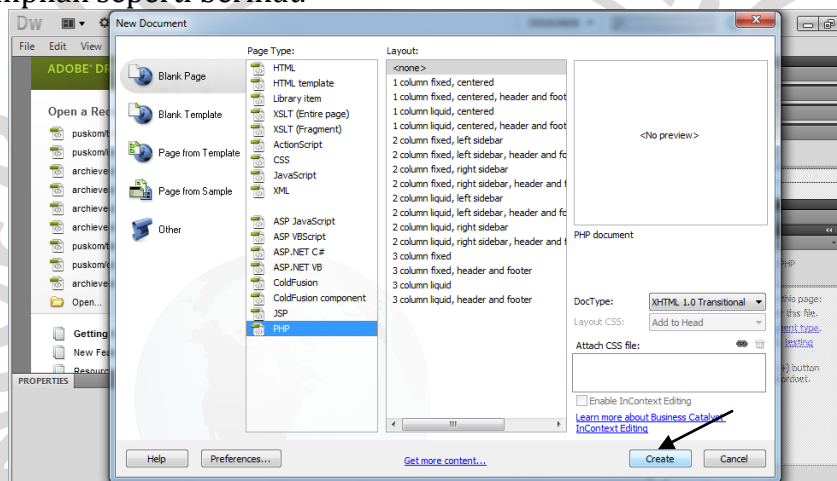 seperti berikut.
Dw
New Document
File Edit View
ADOBE® DR
Open a Rec
puskom/t
puskom/i
archieve
archieve
archieve
archieve
puskom/t
puskom/c
archieve
Open...
Getting
New Fea
Resourc
PROPERTIES
Blank Page
Blank Template
Page from Template
Page from Sample
Other
Page Type:
HTML
HTML template
Library item
XSLT (Entire page)
XSLT (Fragment)
ActionScript
CSS
JavaScript
XML
ASP JavaScript
ASP VBScript
ASP.NET C#
ASP.NET VB
ColdFusion
ColdFusion component
JSP
PHP
Layout:
<none>
1 column fixed, centered
1 column fixed, centered, header and foot
1 column liquid, centered
1 column liquid, centered, header and foot
2 column fixed, left sidebar
2 column fixed, left sidebar, header and fo
2 column fixed, right sidebar
2 column fixed, right sidebar, header and f
2 column liquid, left sidebar
2 column liquid, left sidebar, header and fo
2 column liquid, right sidebar
2 column liquid, right sidebar, header and f
3 column fixed
3 column fixed, header and footer
3 column liquid
3 column liquid, header and footer
<No preview>
PHP document
DocType: XHTML 1.0 Transitional
Layout CSS: Add to Head
Attach CSS file:
Enable InContext Editing
Learn more about Business Catalyst
InContext Editing
Help Preferences... Get more content... Create Cancel
PHP
this page:
this file.
ent type.
testing
+) button
ordset.